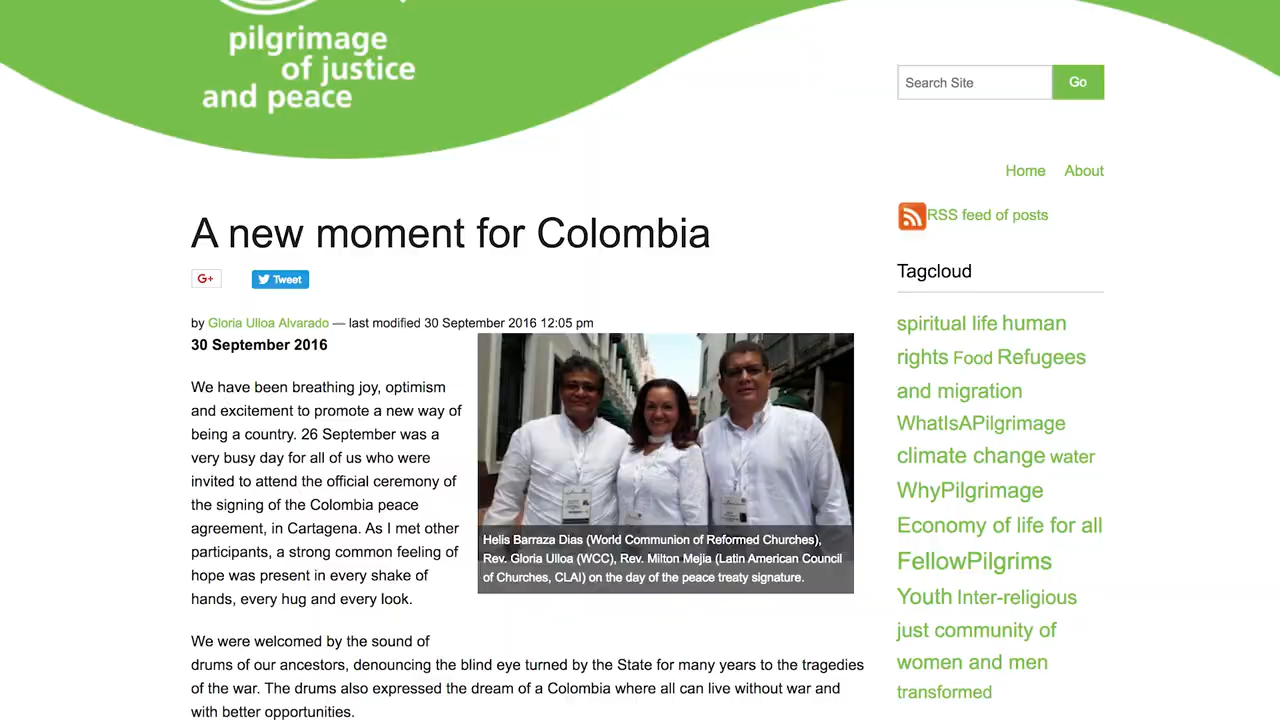 pilgrimage
of justice
and peace
Search Site
Go
Home About
RSS feed of posts
A new moment for Colombia
G+
Tweet
by Gloria Ulloa Alvarado — last modified 30 September 2016 12:05 pm
30 September 2016
We have been breathing joy, optimism
and excitement to promote a new way of
being a country. 26 September was a
very busy day for all of us who were
invited to attend the official ceremony of
the signing of the Colombia peace
agreement, in Cartagena. As I met other
participants, a strong common feeling of
hope was present in every shake of
hands, every hug and every look.
Helis Barraza Dias (World Communion of Reformed Churches),
Rev. Gloria Ulloa (WCC), Rev. Milton Mejia (Latin American Council
of Churches, CLAI) on the day of the peace treaty signature.
We were welcomed by the sound of
drums of our ancestors, denouncing the blind eye turned by the State for many years to the tragedies
of the war. The drums also expressed the dream of a Colombia where all can live without war and
with better opportunities.
Tagcloud
spiritual life human
rights Food Refugees
and migration
WhatIsAPilgrimage
climate change water
WhyPilgrimage
Economy of life for all
FellowPilgrims
Youth Inter-religious
just community of
women and men
transformed